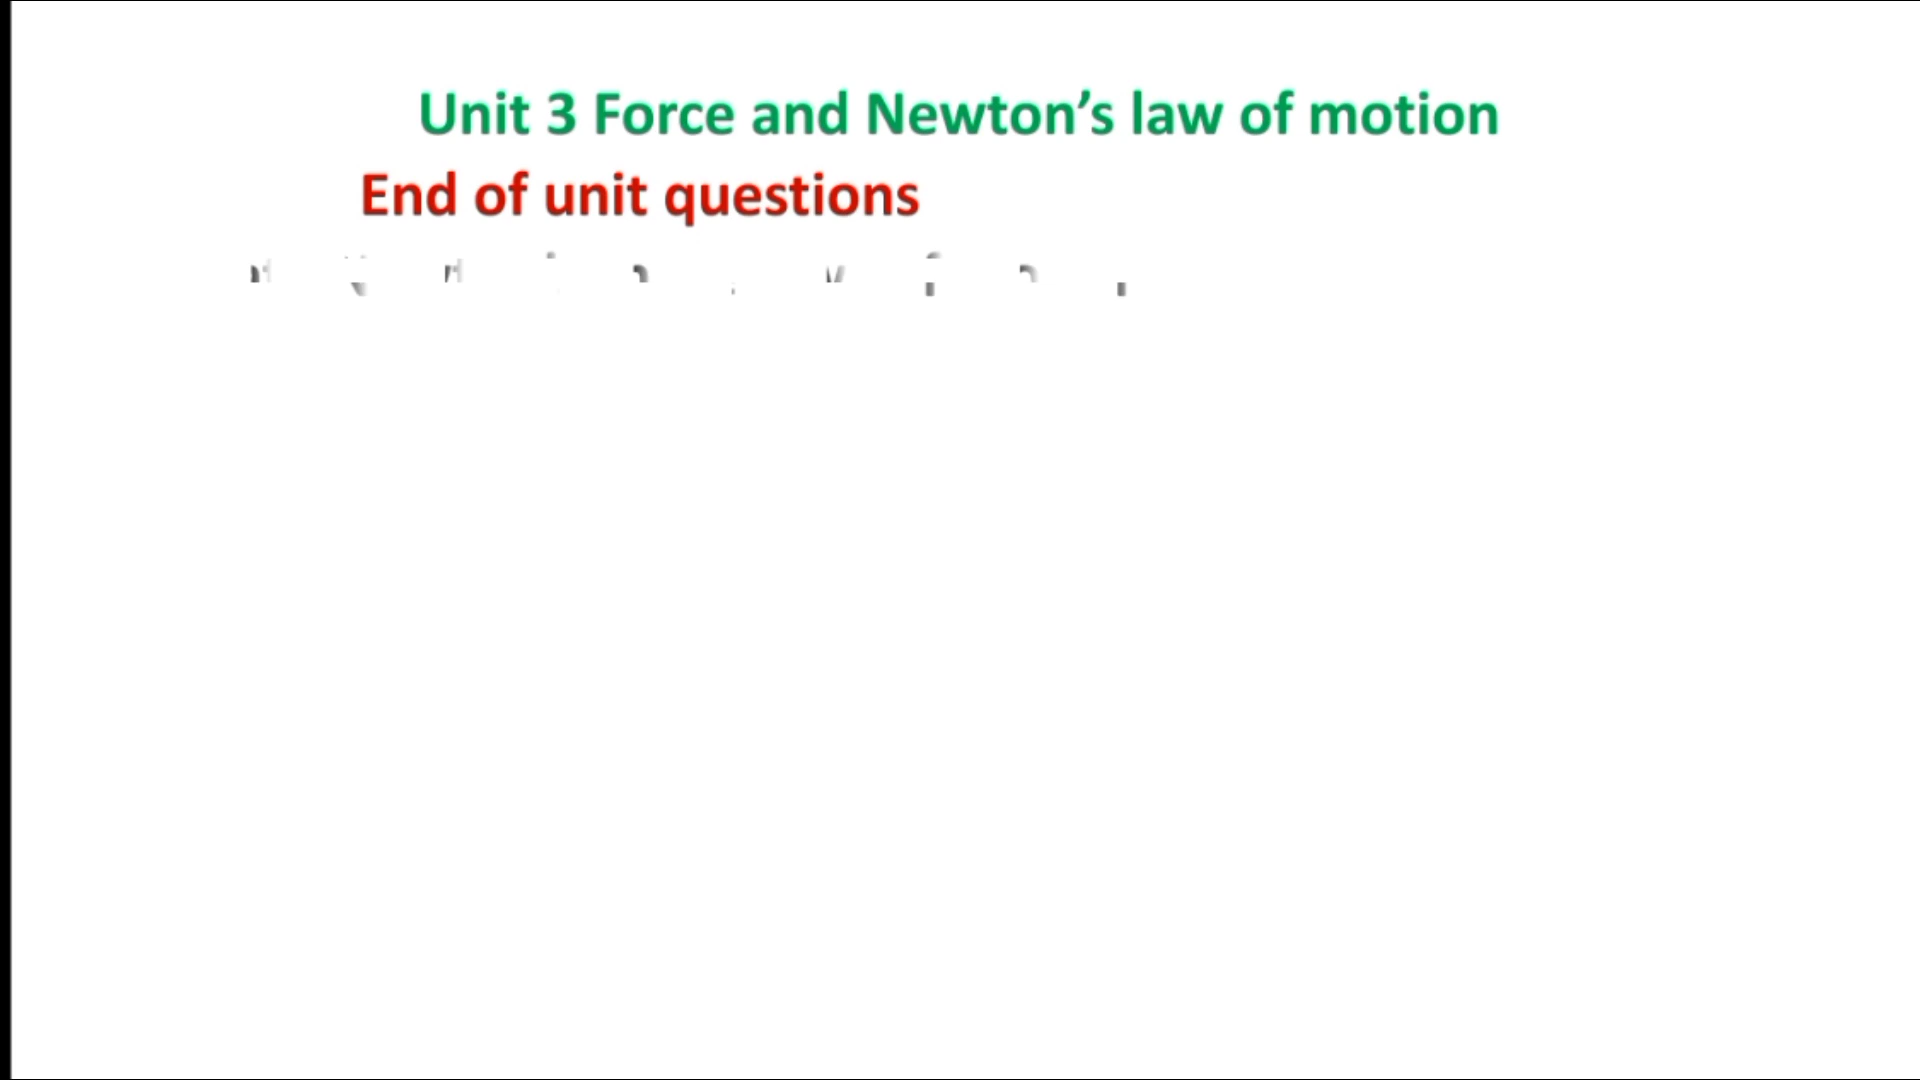 Unit 3 Force and Newton’s law of motion
End of unit questions